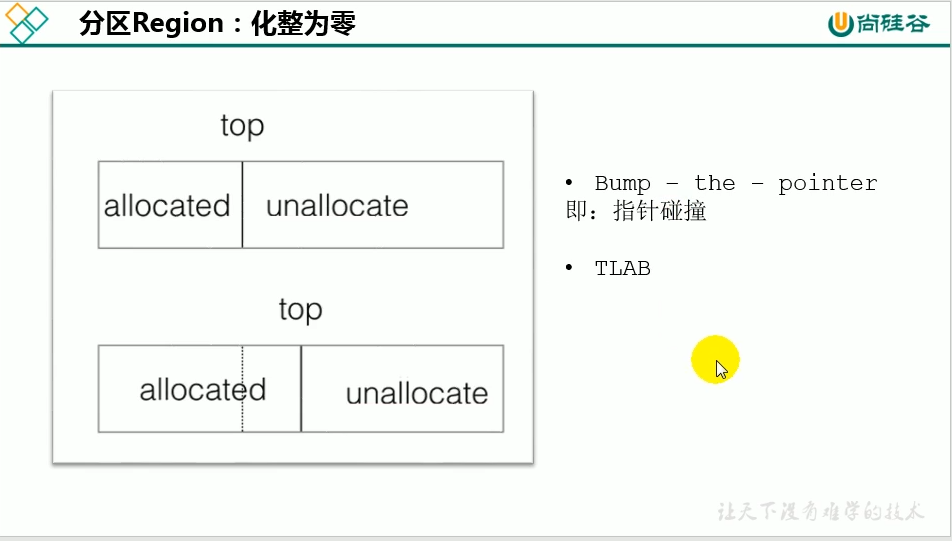 分区Region：化整为零
尚硅谷
top
allocated unallocate
top
allocated unallocate
• Bump – the – pointer
即：指针碰撞
• TLAB
让天下没有难学的技术